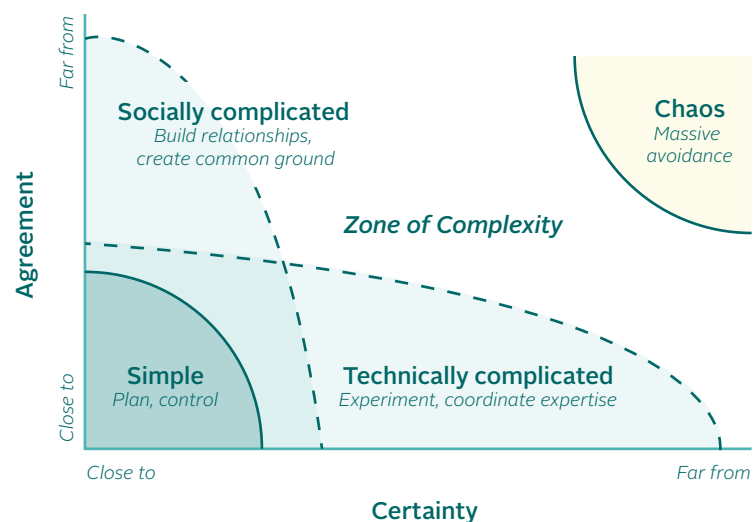 Far from
Socially complicated
Build relationships,
create common ground
Chaos
Massive
avoidance
Zone of Complexity
Agreement
Simple
Plan, control
Technically complicated
Experiment, coordinate expertise
Close to
Close to
Far from
Certainty